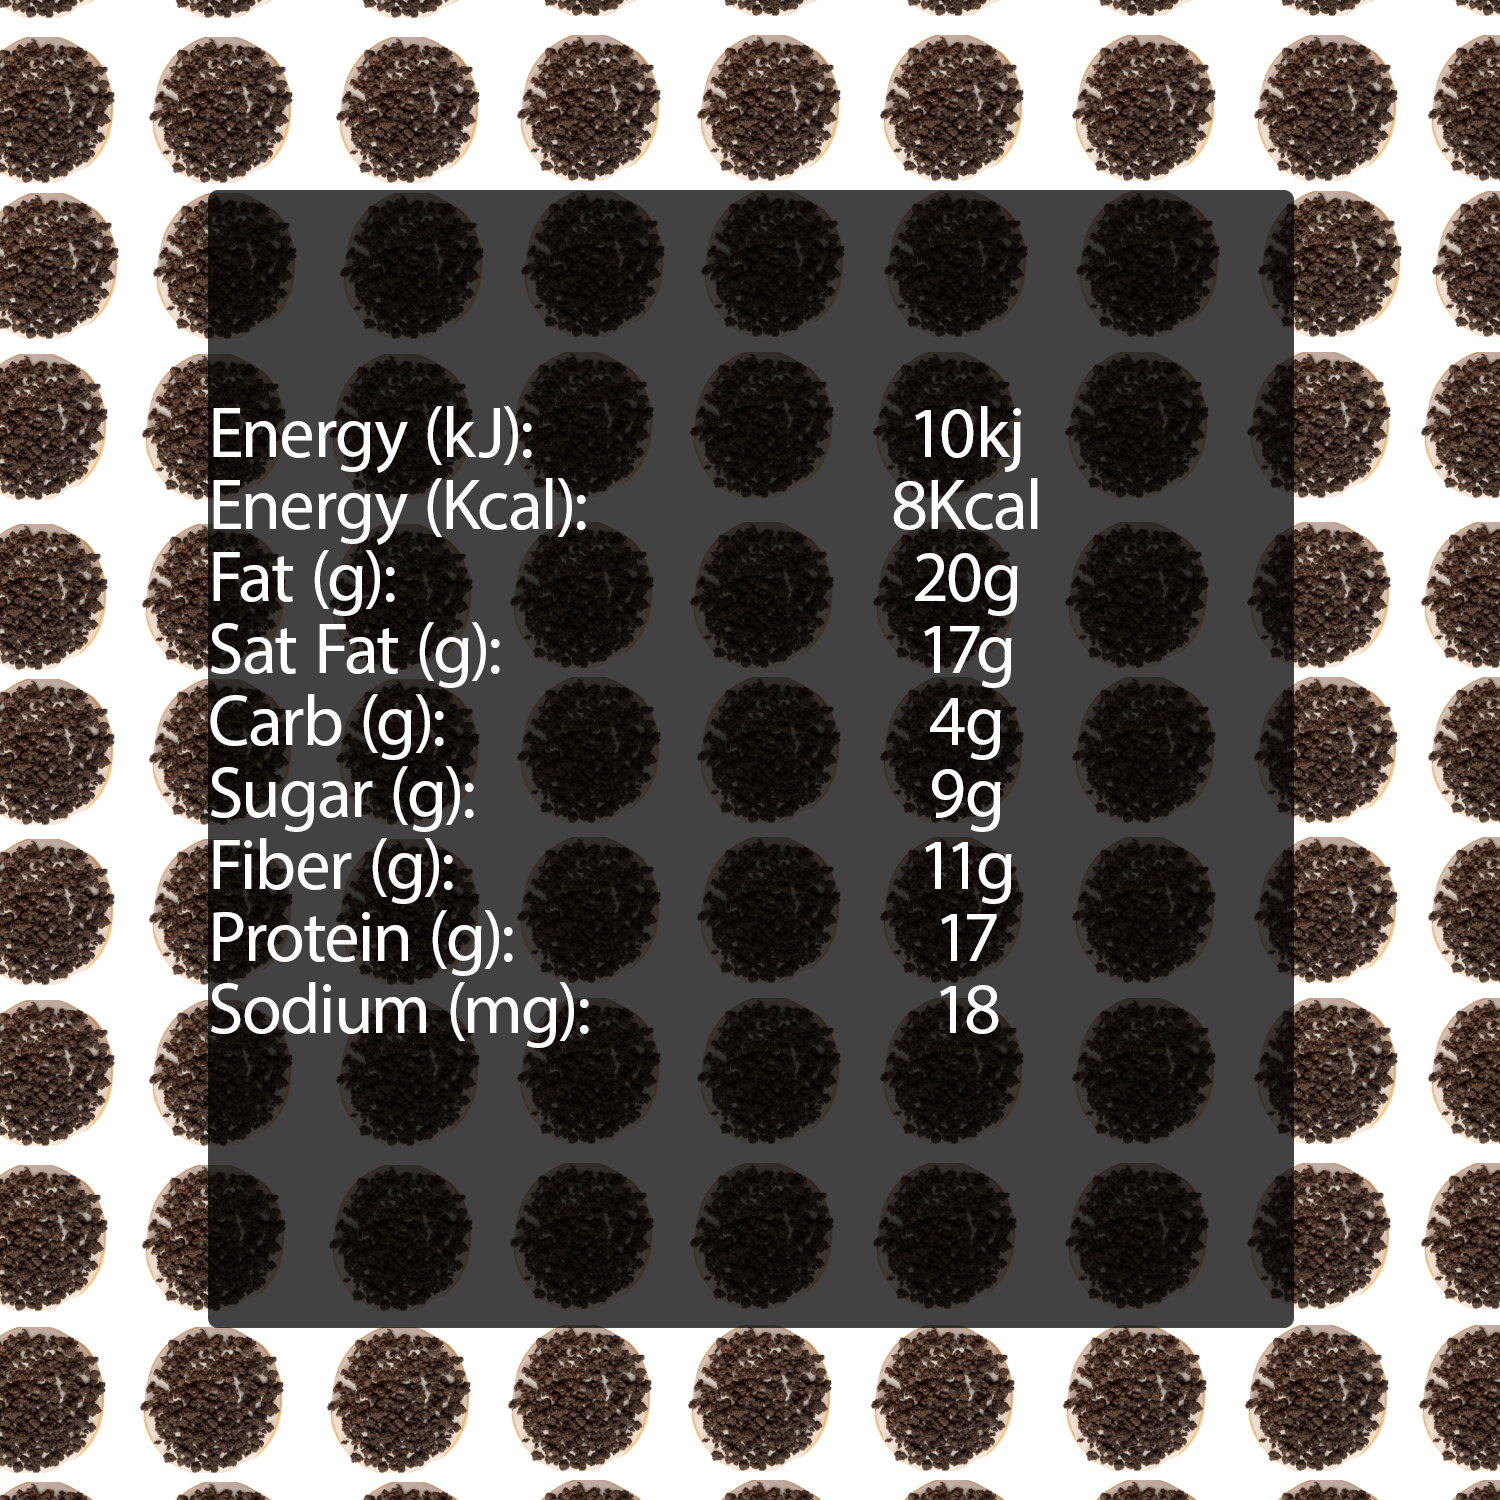 Energy (kJ): 10kj
Energy (Kcal): 8Kcal
Fat (g): 20g
Sat Fat (g): 17g
Carb (g): 4g
Sugar (g): 9g
Fiber (g): 11g
Protein (g): 17
Sodium (mg): 18